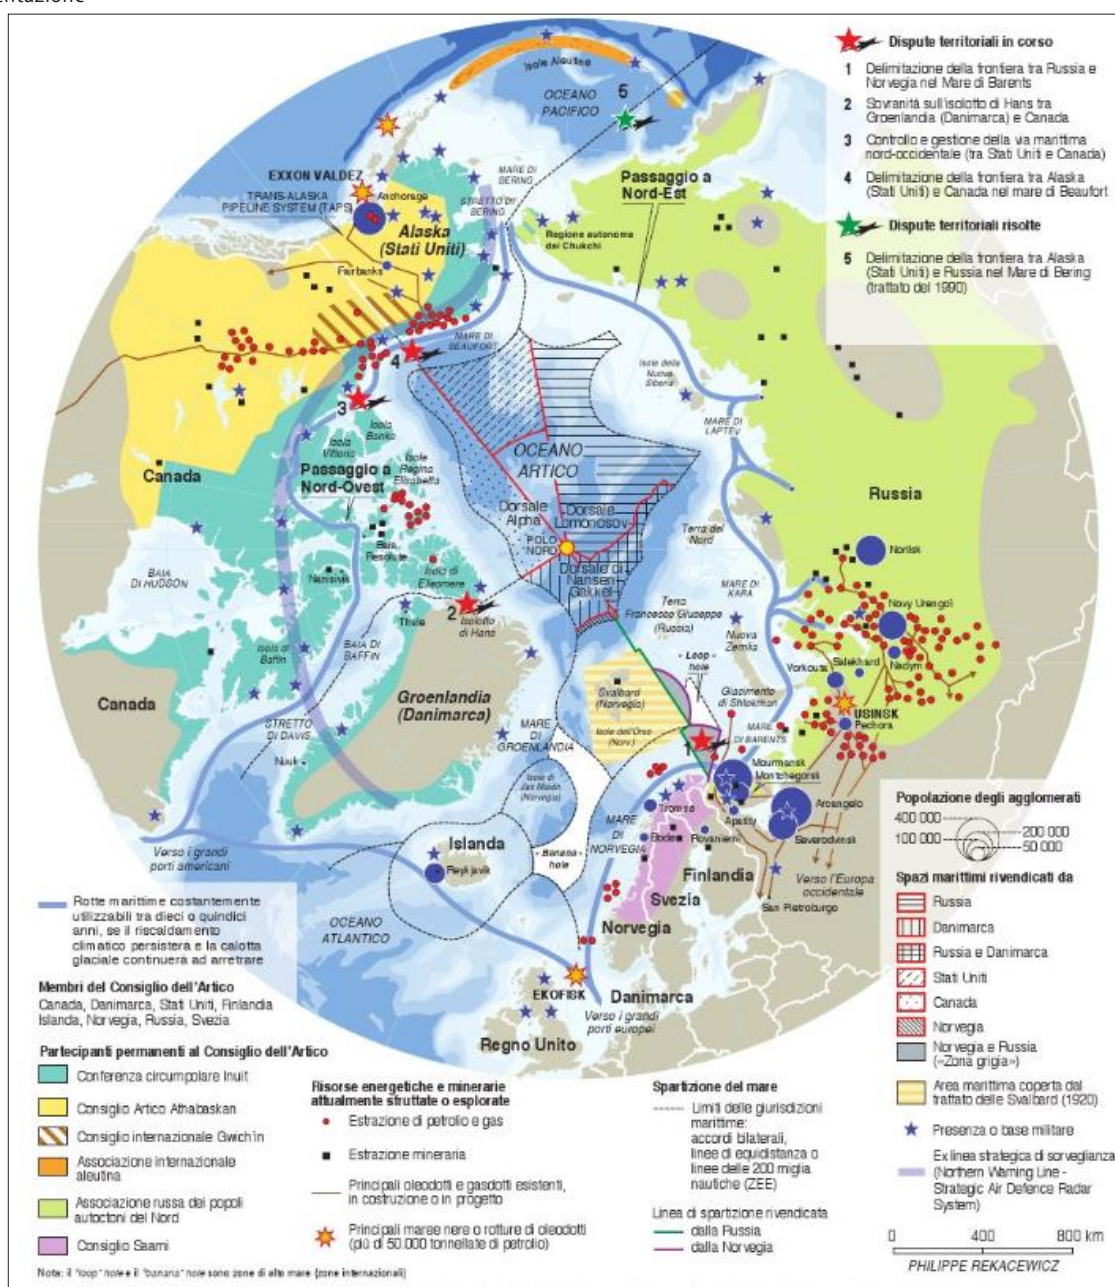 entazione
Dispute territoriali in corso
1 Delimitazione della frontiera tra Russia e
Norvegia nel Mare di Barents
2 Sovranità sull'isolotto di Hans tra
Groenlandia (Danimarca) e Canada
3 Controllo e gestione della via marittima
nord-occidentale (tra Stati Uniti e Canada)
4 Delimitazione della frontiera tra Alaska
(Stati Uniti) e Canada nel mare di Beaufort
Dispute territoriali risolte
5 Delimitazione della frontiera tra Alaska
(Stati Uniti) e Russia nel Mare di Bering
(trattato del 1990)
Isole Aleutine
OCEANO
PACIFICO
5
MARE DI
BERING
STRETTO DI
BERING
Passaggio a
Nord-Est
Regione autonoma
dei Chukchi
EXXON VALDEZ
TRANS-ALASKA
PIPELINE SYSTEM (TAPS)
Anchorage
Alaska
(Stati Uniti)
Fairbanks
MARE DI
BEAUFORT
4
3
Isole della
Nuova
Siberia
MARE DI
LAPTEV
Isola
Banks
Isola
Vittoria
Isole
Regina
Elisabetta
Passaggio a
Nord-Ovest
Canada
OCEANO
ARTICO
Dorsale
Alpha
Dorsale
Lomonosov
POLO
NORD
Dorsale di
Nansen-
Gakkel
Russia
Terra del
Nord
Norilsk
BAIA
DI HUDSON
Baia
Resolute
Nanisivik
Isola di
Ellesmere
2
Isolotto
di Hans
Thule
BAIA DI
BAFFIN
Isola di
Baffin
MARE DI
KARA
Terra
Francesco Giuseppe
(Russia)
Nuova
Zemlia
Novy Urengoï
Salekhard
Nadym
Vorkouta
« Loop »
hole
Giacimento
di Shtokman
USINSK
Pechora
Canada
Groenlandia
(Danimarca)
Svalbard
(Norvegia)
Isole dell'Orso
(Norv.)
1
MARE
DI BARENTS
STRETTO
DI DAVIS
Nuuk
MARE DI
GROENLANDIA
Isola di
Jan Mayen
(Norvegia)
Mourmansk
Montchegorsk
Apatity
Arcangelo
Severodvinsk
Tromsø
Bodø
Rovaniemi
MARE
DI
NORVEGIA
Islanda
Reykjavik
« Banana »
hole
Verso i grandi
porti americani
Finlandia
Svezia
Norvegia
Verso l'Europa
occidentale
San Pietroburgo
OCEANO
ATLANTICO
EKOFISK
Danimarca
Verso i grandi
porti europei
Regno Unito
Rotte marittime costantemente
utilizzabili tra dieci o quindici
anni, se il riscaldamento
climatico persisterà e la calotta
glaciale continuerà ad arretrare
Membri del Consiglio dell'Artico
Canada, Danimarca, Stati Uniti, Finlandia
Islanda, Norvegia, Russia, Svezia
Partecipanti permanenti al Consiglio dell'Artico
Conferenza circumpolare Inuit
Consiglio Artico Athabaskan
Consiglio internazionale Gwich'in
Associazione internazionale
aleutina
Associazione russa dei popoli
autoctoni del Nord
Consiglio Saami
Nota: il "loop" hole e il "banana" hole sono zone di alto mare (zone internazionali)
Risorse energetiche e minerarie
attualmente sfruttate o esplorate
Estrazione di petrolio e gas
Estrazione mineraria
Principali oleodotti e gasdotti esistenti,
in costruzione o in progetto
Principali maree nere o rotture di oleodotti
(più di 50.000 tonnellate di petrolio)
Spartizione del mare
Limiti delle giurisdizioni
marittime:
accordi bilaterali,
linee di equidistanza o
linee delle 200 miglia
nautiche (ZEE)
Linea di spartizione rivendicata
dalla Russia
dalla Norvegia
Popolazione degli agglomerati
400 000
200 000
100 000
50 000
Spazi marittimi rivendicati da
Russia
Danimarca
Russia e Danimarca
Stati Uniti
Canada
Norvegia
Norvegia e Russia
(«Zona grigia»)
Area marittima coperta dal
trattato delle Svalbard (1920)
Presenza o base militare
Ex linea strategica di sorveglianza
(Northern Warning Line -
Strategic Air Defence Radar
System)
0 400 800 km
PHILIPPE REKACEWICZ